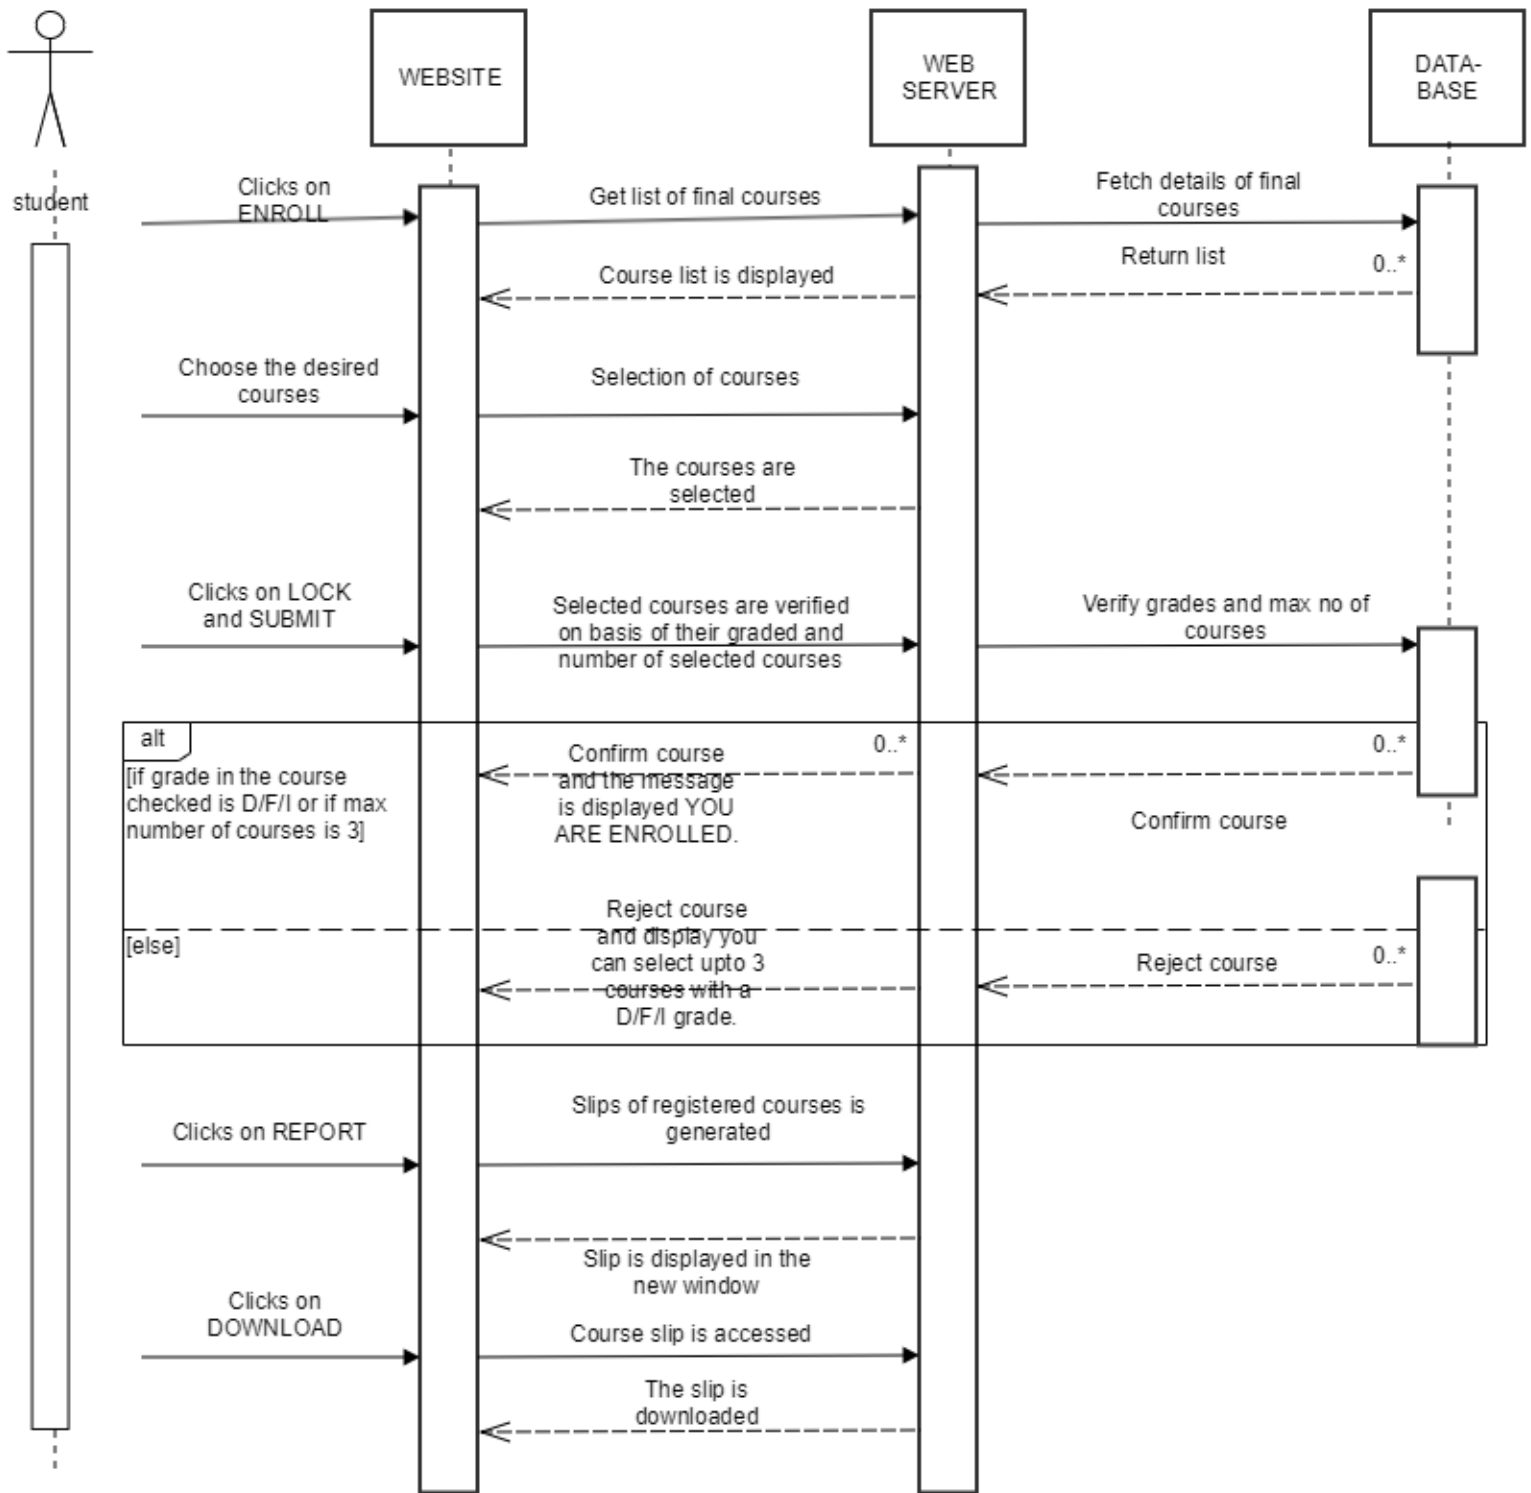 WEBSITE
WEB
SERVER
DATA-
BASE
student
Clicks on
ENROLL
Get list of final courses
Fetch details of final
courses
Return list
0..*
Course list is displayed
Choose the desired
courses
Selection of courses
The courses are
selected
Clicks on LOCK
and SUBMIT
Selected courses are verified
on basis of their graded and
number of selected courses
Verify grades and max no of
courses
alt
[if grade in the course
checked is D/F/I or if max
number of courses is 3]
Confirm course
and the message
is displayed YOU
ARE ENROLLED.
0..*
0..*
Confirm course
[else]
Reject course
and display you
can select upto 3
courses with a
D/F/I grade.
Reject course
0..*
Clicks on REPORT
Slips of registered courses is
generated
Slip is displayed in the
new window
Clicks on
DOWNLOAD
Course slip is accessed
The slip is
downloaded